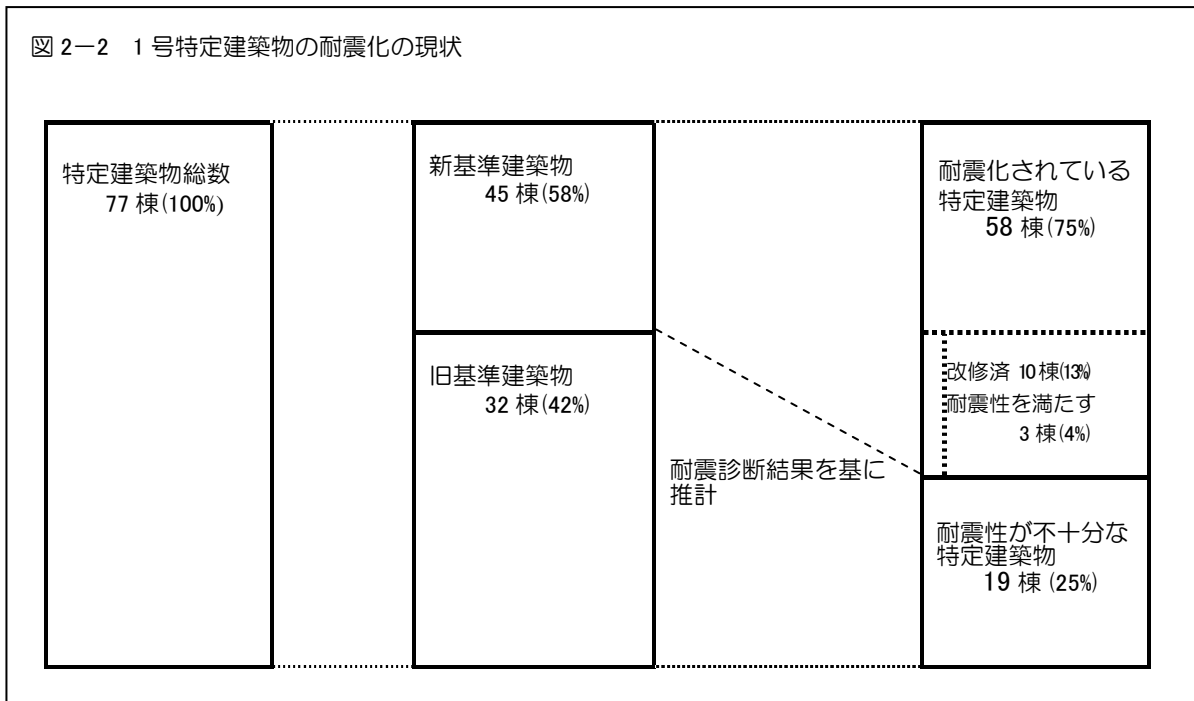 図 2－2　1 号特定建築物の耐震化の現状
特定建築物総数
77 棟(100%)
新基準建築物
45 棟(58%)
旧基準建築物
32 棟(42%)
耐震診断結果を基に
推計
耐震化されている
特定建築物
58 棟(75%)
改修済 10棟(13%)
耐震性を満たす
3 棟(4%)
耐震性が不十分な
特定建築物
19 棟 (25%)